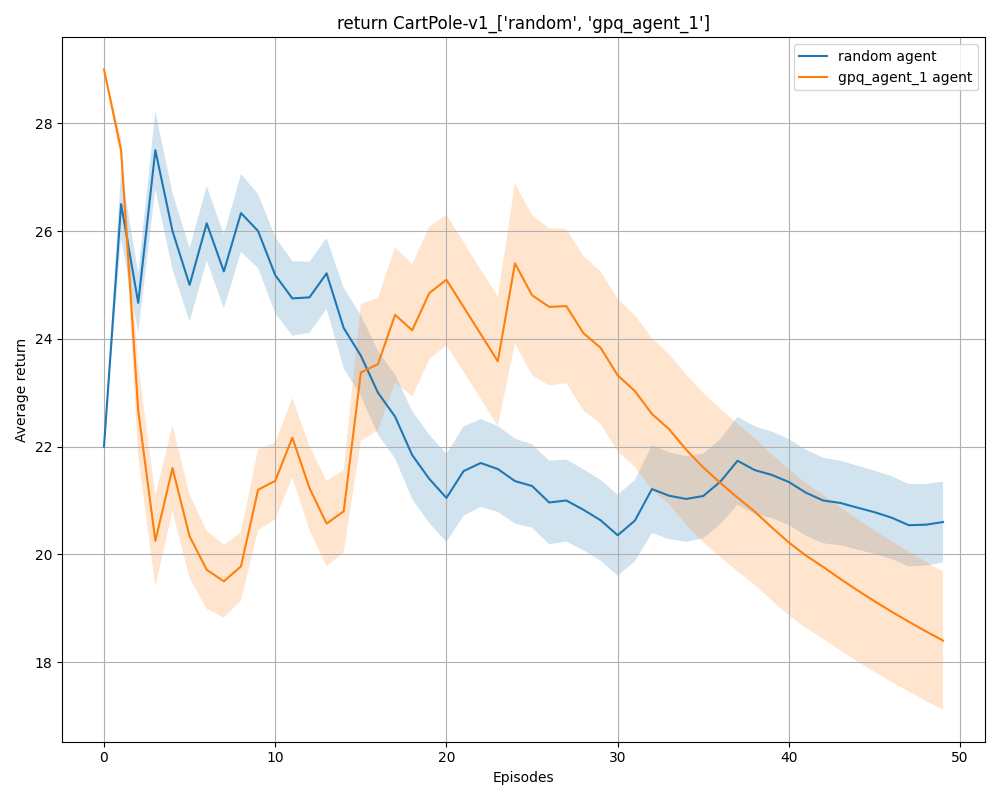 return CartPole-v1_['random', 'gpq_agent_1']
random agent
gpq_agent_1 agent
Average return
28
26
24
22
20
18
0 10 20 30 40 50
Episodes